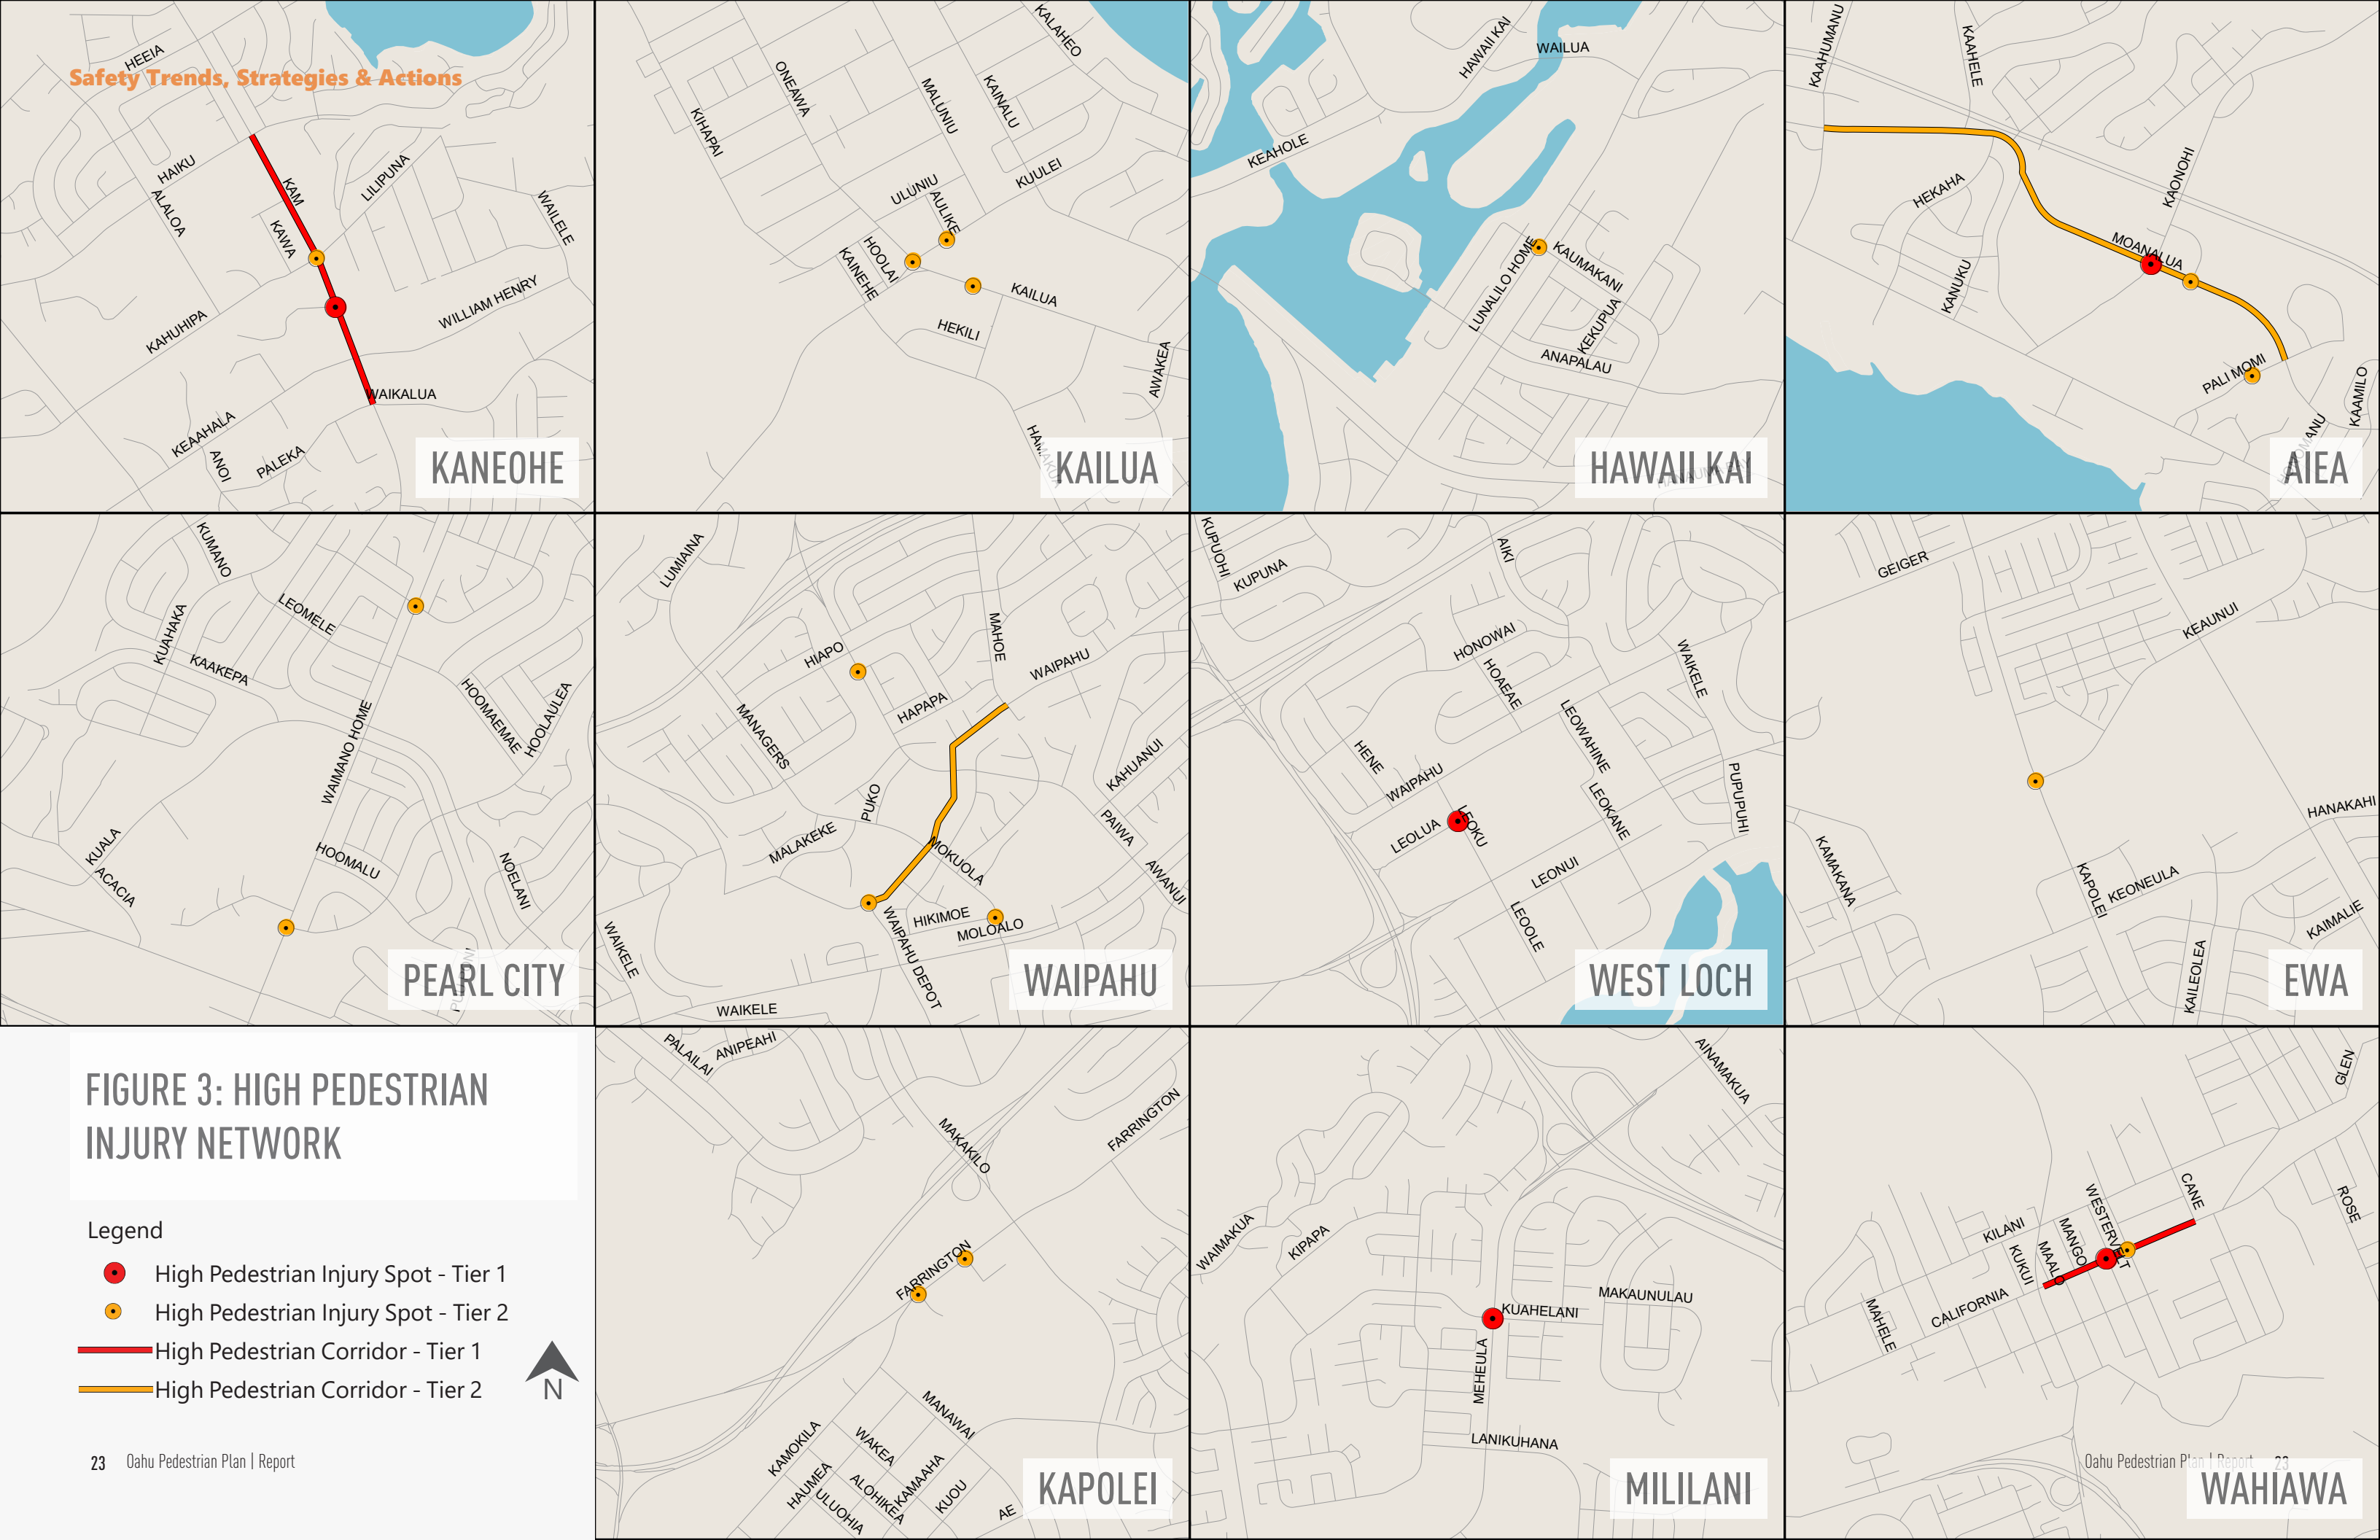 Safety Trends, Strategies & Actions
HEEIA
HAIKU
ALALOA
KAM
KAWA
LILIPUNA
WAILELE
WILLIAM HENRY
KAHUHIPA
WAIKALUA
KEAAHALA
ANOI
PALEKA
KANEOHE
KALAHEO
ONEAWA
KIHAPAI
MALUNIU
KAINALU
KUULEI
ULUNIU
AULIKE
HOOLAI
KAINEHE
KAILUA
HEKILI
AWAKEA
HAMAKUA
KAILUA
HAWAII KAI
WAILUA
KEAHOLE
LUNALILO HOME
KAUMAKANI
KEKUPUA
ANAPALAU
HANAUMA BAY
HAWAII KAI
KAAHUMANU
KAAHELE
KAONOHI
HEKAHA
MOANALUA
KANUKU
PALI MOMI
KAAMILO
AIEA
KUMANO
LEOMELE
KUAHAKA
KAAKEPA
HOOMAEMAE
HOOLAULEA
WAIMANO HOME
KUALA
ACACIA
HOOMALU
NOELANI
PEARL CITY
LUMIAINA
HIAPO
MAHOE
WAIPAHU
HAPAPA
MANAGERS
KAHUANUI
PUKO
MALAKEKE
MOKUOLA
PAIWA
AWANUI
HIKIMOE
MOLOALO
WAIPAHU DEPOT
WAIKELE
WAIKELE
WAIPAHU
KUPUOHI
KUPUNA
AIKI
HONOWAI
HOAEAE
WAIKELE
LEOWAHINE
HENE
WAIPAHU
PUPUPUHI
LEOKANE
LEOLUA
LEOKU
LEONUI
LEOOLE
WEST LOCH
GEIGER
KEAUNUI
HANAKAHI
KAMAKANA
KAPOLEI
KEONEULA
KAIMALIE
KAILEOLEA
EWA
FIGURE 3: HIGH PEDESTRIAN
INJURY NETWORK
Legend
High Pedestrian Injury Spot - Tier 1
High Pedestrian Injury Spot - Tier 2
High Pedestrian Corridor - Tier 1
High Pedestrian Corridor - Tier 2
N
23 Oahu Pedestrian Plan | Report
PALAILAI
ANIPEAHI
MAKAKILO
FARRINGTON
FARRINGTON
MANAWAI
KAMOKILA
WAKEA
HAUMEA
ALOHIKEA
KAMAAHA
ULUOHIA
KUOU
AE
KAPOLEI
AINAMAKUA
WAIMAKUA
KIPAPA
MAKAUNULAU
KUAHELANI
MEHEULA
LANIKUHANA
MILILANI
GLEN
CANE
ROSE
WESTERVELT
KILANI
MANGO
MAALO
KUKUI
CALIFORNIA
MAHELE
Oahu Pedestrian Plan | Report 23
WAHIAWA